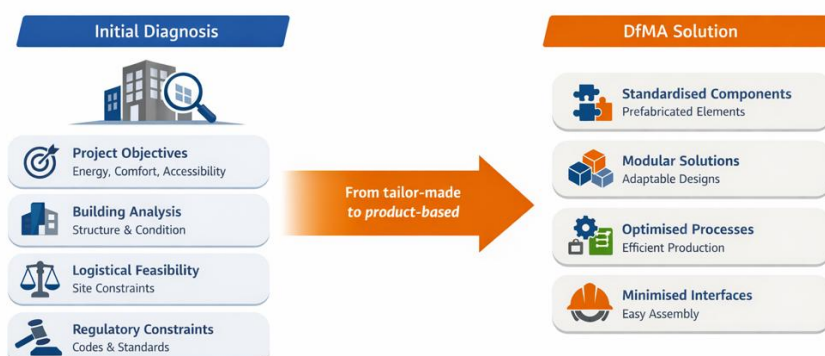 Initial Diagnosis
Project Objectives
Energy, Comfort, Accessibility
Building Analysis
Structure & Condition
Logistical Feasibility
Site Constraints
Regulatory Constraints
Codes & Standards
From tailor-made
to product-based
DfMA Solution
Standardised Components
Prefabricated Elements
Modular Solutions
Adaptable Designs
Optimised Processes
Efficient Production
Minimised Interfaces
Easy Assembly